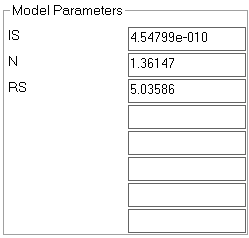 Model Parameters
IS 4.54799e-010
N 1.36147
RS 5.03586